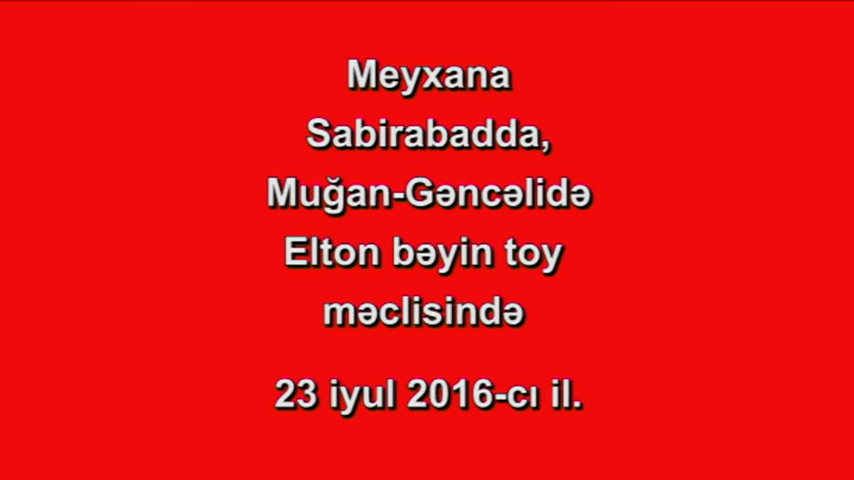 Meyxana
Sabirabadda,
Muğan-Gəncəlidə
Elton bəyin toy
məclisində
23 iyul 2016-cı il.